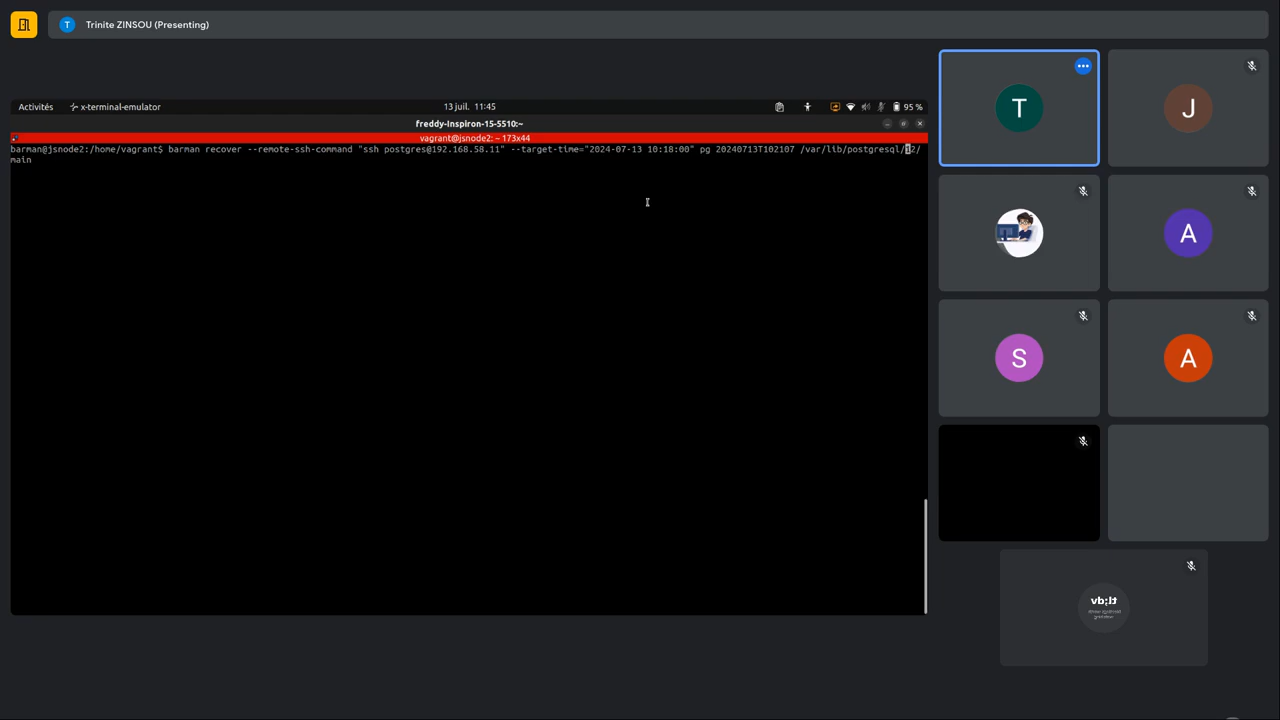 T Trinite ZINSOU (Presenting)
Activités x-terminal-emulator 13 juil. 11:45 95 %
freddy-Inspiron-15-5510:~
vagrant@jsnode2: ~ 173x44
barman@jsnode2:/home/vagrant$ barman recover --remote-ssh-command "ssh postgres@192.168.58.11" --target-time="2024-07-13 10:18:00" pg 20240713T102107 /var/lib/postgresql/12/
main
T
J
A
S
A